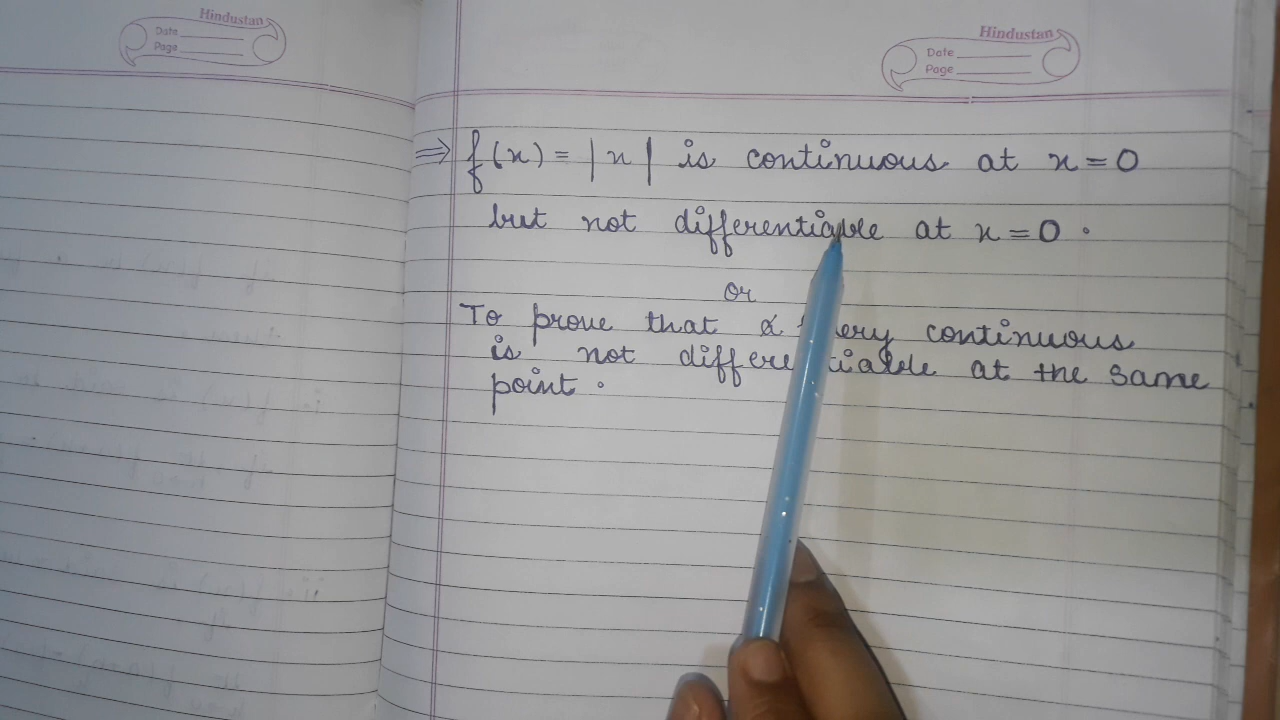 Hindustan
Date
Page
Hindustan
Date
Page
⇒ f(x) = |x| is continuous at x = 0
but not differentiable at x = 0 .
or
To prove that continuous
is not differentiable at the same
point .